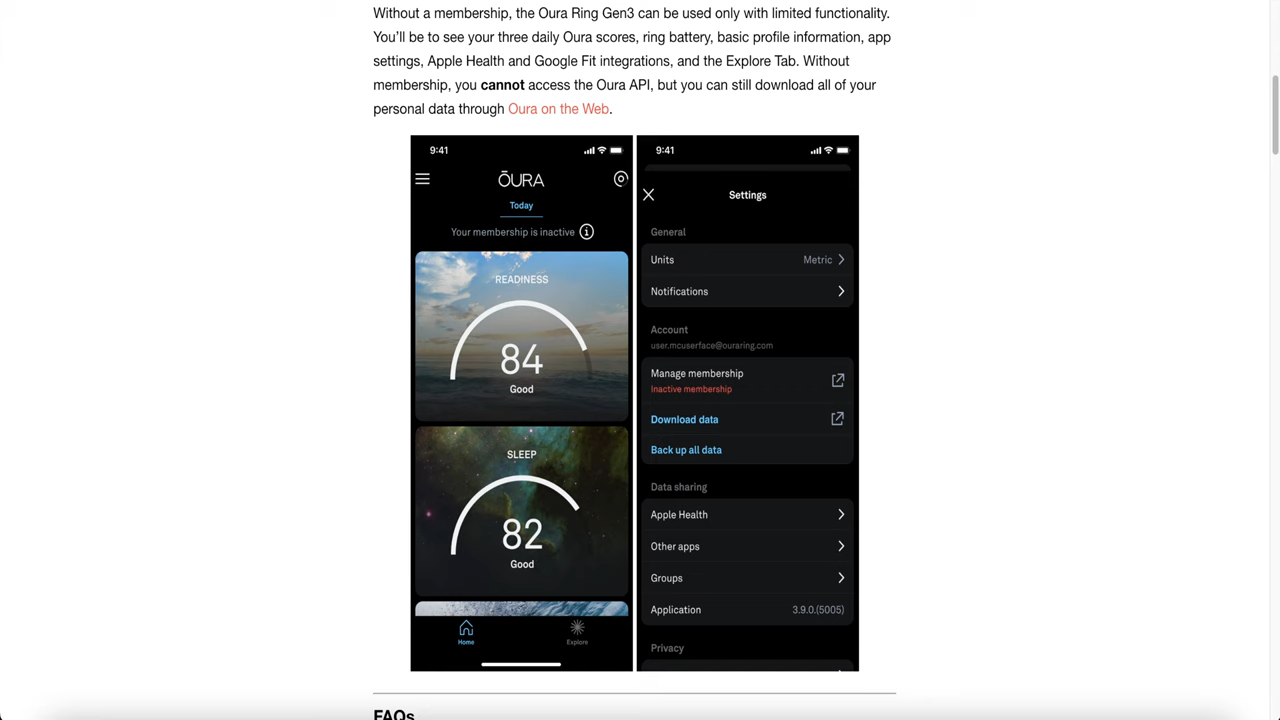 Without a membership, the Oura Ring Gen3 can be used only with limited functionality.
You'll be to see your three daily Oura scores, ring battery, basic profile information, app
settings, Apple Health and Google Fit integrations, and the Explore Tab. Without
membership, you cannot access the Oura API, but you can still download all of your
personal data through Oura on the Web.
9:41
ŌURA
Today
Your membership is inactive
READINESS
84
Good
SLEEP
82
Good
Home
Explore
9:41
Settings
General
Units Metric
Notifications
Account
user.mcuserface@ouraring.com
Manage membership
Inactive membership
Download data
Back up all data
Data sharing
Apple Health
Other apps
Groups
Application 3.9.0.(5005)
Privacy
FAQs